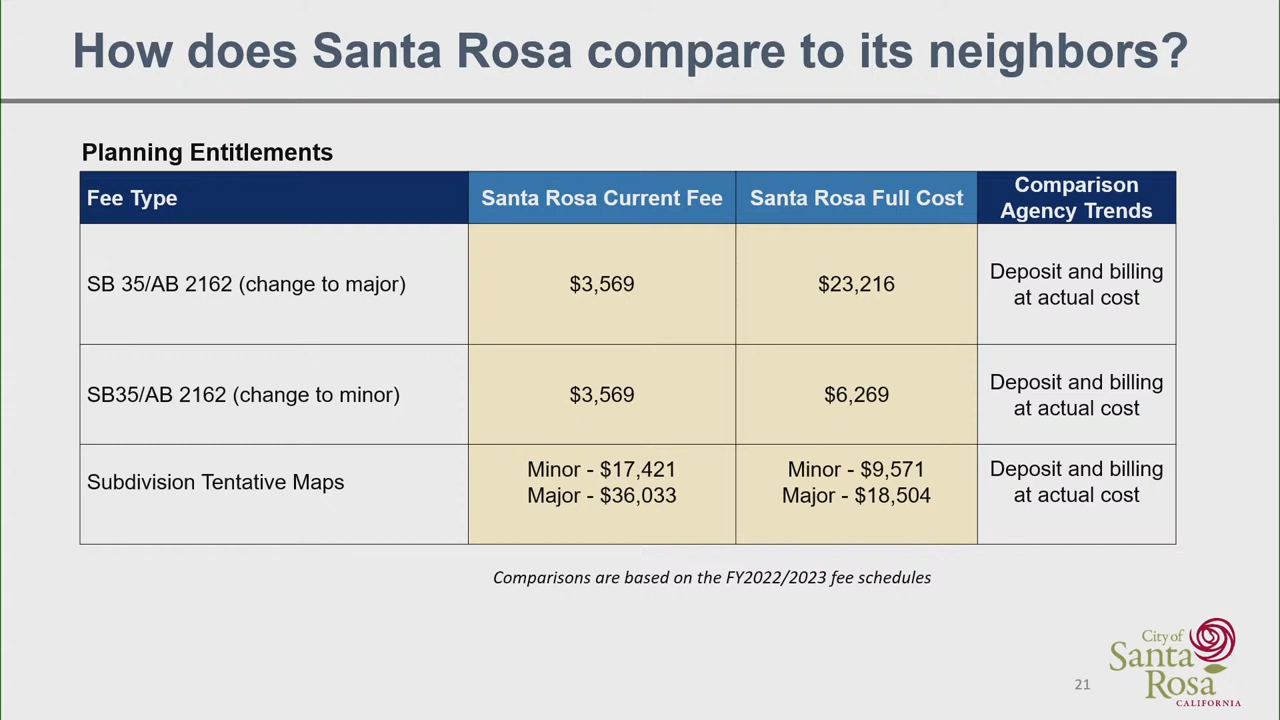 How does Santa Rosa compare to its neighbors?
Planning Entitlements
Fee Type
Santa Rosa Current Fee
Santa Rosa Full Cost
Comparison
Agency Trends
SB 35/AB 2162 (change to major)
$3,569
$23,216
Deposit and billing
at actual cost
SB35/AB 2162 (change to minor)
$3,569
$6,269
Deposit and billing
at actual cost
Subdivision Tentative Maps
Minor - $17,421
Major - $36,033
Minor - $9,571
Major - $18,504
Deposit and billing
at actual cost
Comparisons are based on the FY2022/2023 fee schedules
21
City of
Santa
Rosa
CALIFORNIA